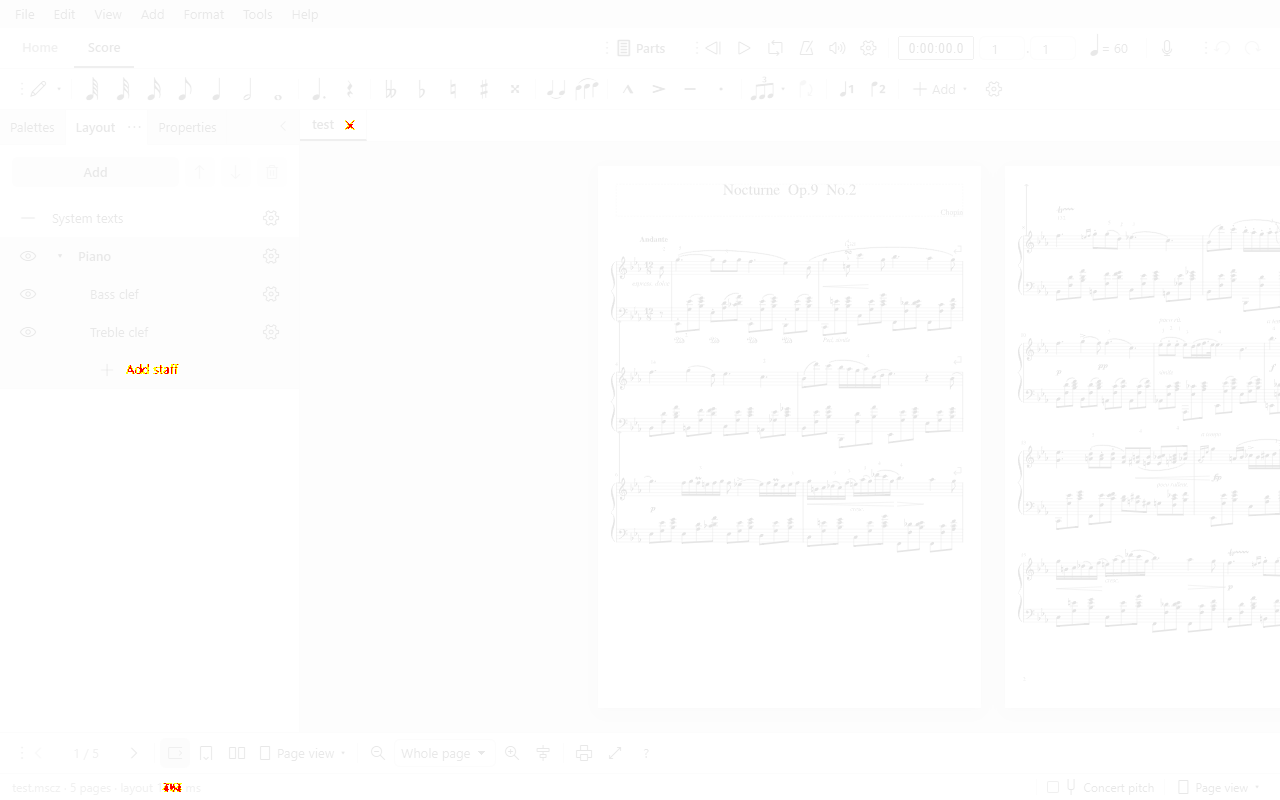 File Edit View Add Format Tools Help
Home Score
Parts
0:00:00.0 1 . 1
= 60
Add
Palettes Layout Properties
test
Add
System texts
Piano
Bass clef
Treble clef
Add staff
Nocturne Op.9 No.2
Chopin
Andante
1 / 5
Page view
Whole page
?
test.mscz · 5 pages · layout
Concert pitch
Page view